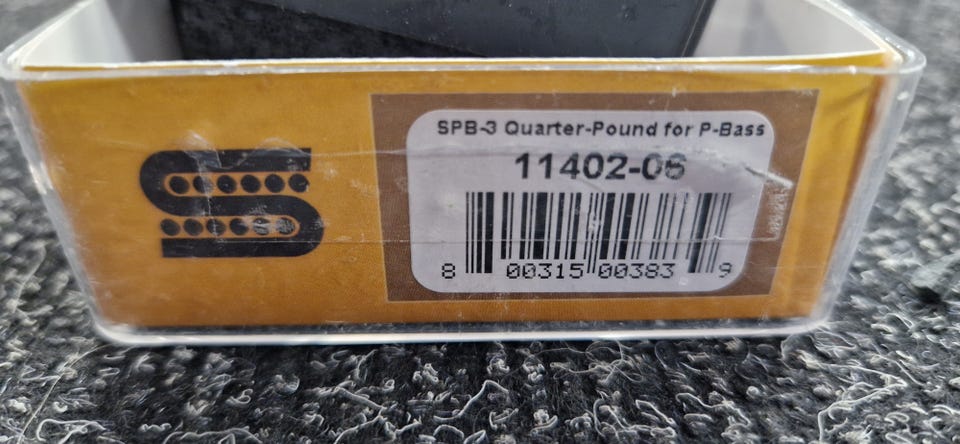 SPB-3 Quarter-Pound for P-Bass
11402-06
8 00315 00383 9